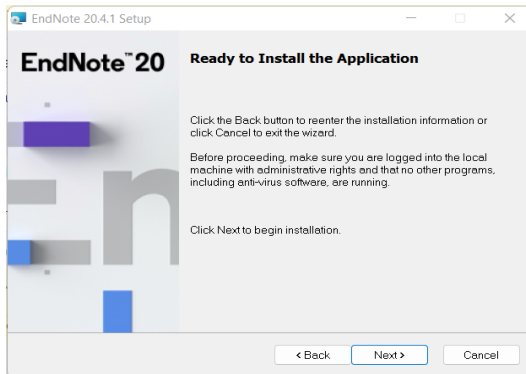 EndNote 20.4.1 Setup
EndNote™ 20
Ready to Install the Application
Click the Back button to reenter the installation information or
click Cancel to exit the wizard.
Before proceeding, make sure you are logged into the local
machine with administrative rights and that no other programs,
including anti-virus software, are running.
Click Next to begin installation.
En
< Back Next > Cancel